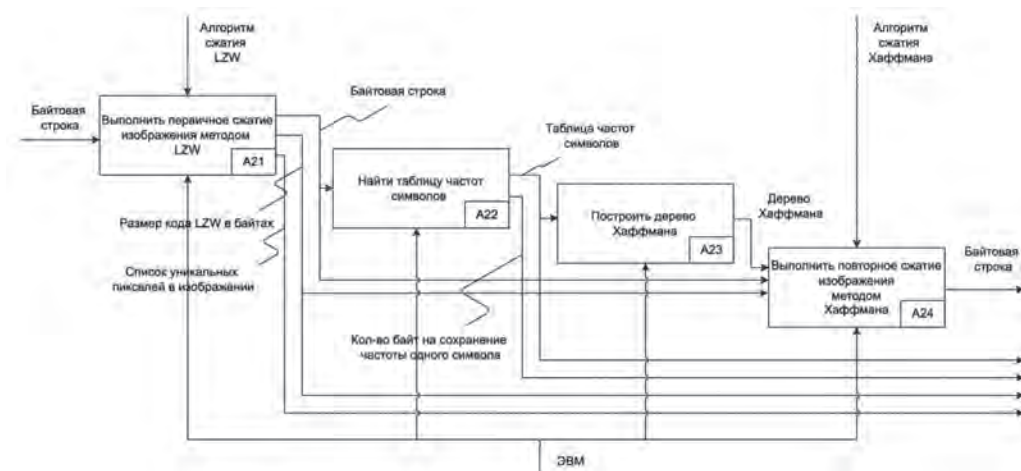 Алгоритм
сжатия
LZW
Алгоритм
сжатия
Хаффмана
Байтовая
строка
Выполнить первичное сжатие
изображения методом
LZW
A21
Байтовая строка
Таблица частот
символов
Найти таблицу частот
символов
A22
Размер кода LZW в байтах
Построить дерево
Хаффмана
A23
Дерево
Хаффмана
Список уникальных
пикселей в изображении
Выполнить повторное сжатие
изображения
методом
Хаффмана
A24
Байтовая
строка
Кол-во байт на сохранение
частоты одного символа
ЭВМ